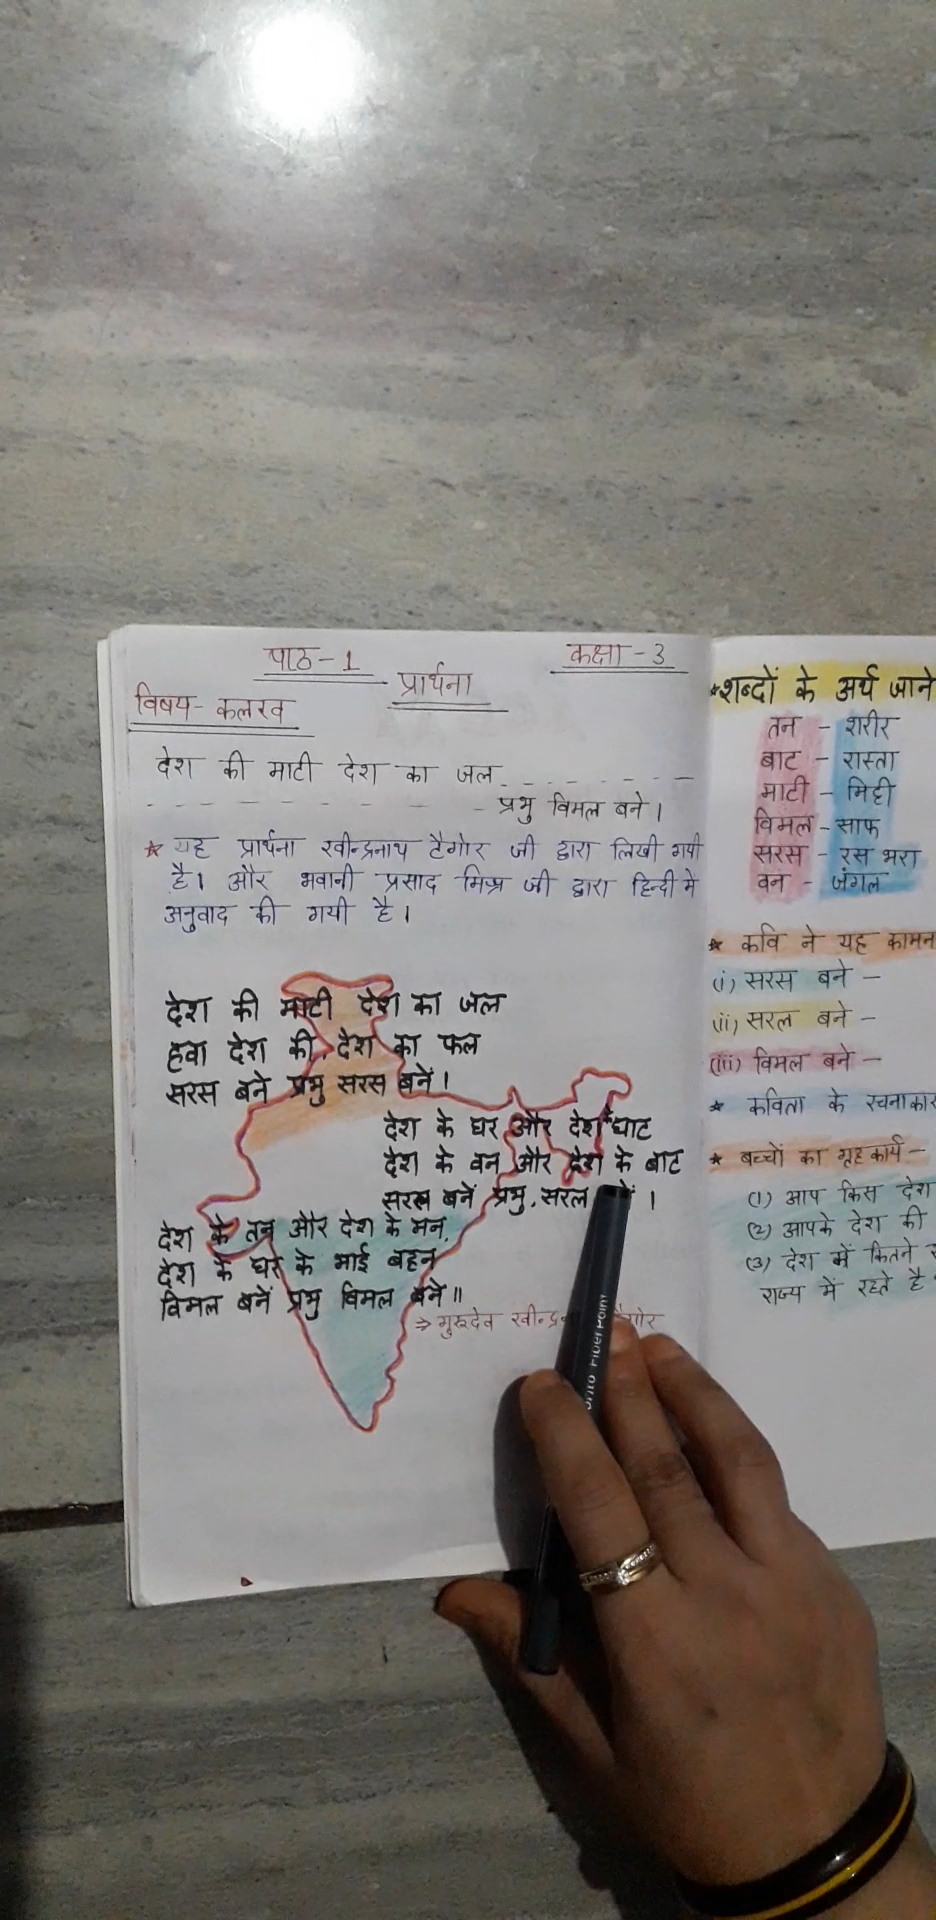 पाठ-1
कक्षा-3
प्रार्थना
विषय- कलरव
देश की माटी देश का जल
प्रभु विमल बने।
★ यह प्रार्थना रवीन्द्रनाथ टैगोर जी द्वारा लिखी गयी
है। और भवानी प्रसाद मिश्र जी द्वारा हिन्दी मे
अनुवाद की गयी है।
देश की माटी देश का जल
हवा देश की, देश का फल
सरस बने प्रभु सरस बनें।
देश के घर और देश के घाट
देश के वन और देश के बाट
सरल बनें प्रभु, सरल
देश के तन और देश के मन,
देश के घर के भाई बहन
विमल बनें प्रभु विमल बनें॥
⇒ गुरुदेव
★ शब्दों के अर्थ जाने
तन - शरीर
बाट - रास्ता
माटी - मिट्टी
विमल - साफ
सरस - रस भरा
वन - जंगल
★ कवि ने यह कामन
(i) सरस बने -
(ii) सरल बने -
(iii) विमल बने -
★ कविता के रचनाकार
★ बच्चों का गृहकार्य -
(1) आप किस देश
(2) आपके देश की
(3) देश में कितने
राज्य में रहते है